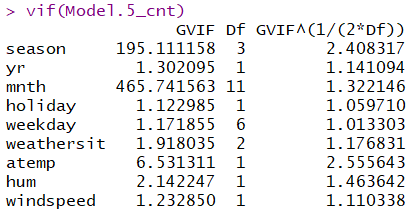 > vif(Model.5_cnt)
GVIF Df GVIF^(1/(2*Df))
season 195.111158 3 2.408317
yr 1.302095 1 1.141094
mnth 465.741563 11 1.322146
holiday 1.122985 1 1.059710
weekday 1.171855 6 1.013303
weathersit 1.918035 2 1.176831
atemp 6.531311 1 2.555643
hum 2.142247 1 1.463642
windspeed 1.232850 1 1.110338